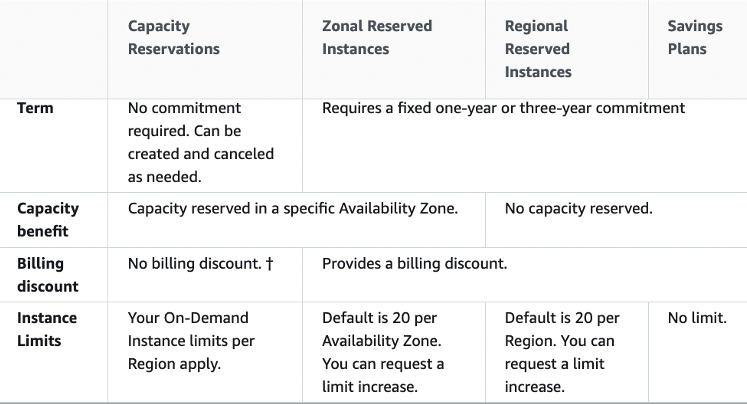 Capacity
Reservations
Zonal Reserved
Instances
Regional
Reserved
Instances
Savings
Plans
Term
No commitment
required. Can be
created and canceled
as needed.
Requires a fixed one-year or three-year commitment
Capacity
benefit
Capacity reserved in a specific Availability Zone.
No capacity reserved.
Billing
discount
No billing discount. †
Provides a billing discount.
Instance
Limits
Your On-Demand
Instance limits per
Region apply.
Default is 20 per
Availability Zone.
You can request a
limit increase.
Default is 20 per
Region. You can
request a limit
increase.
No limit.